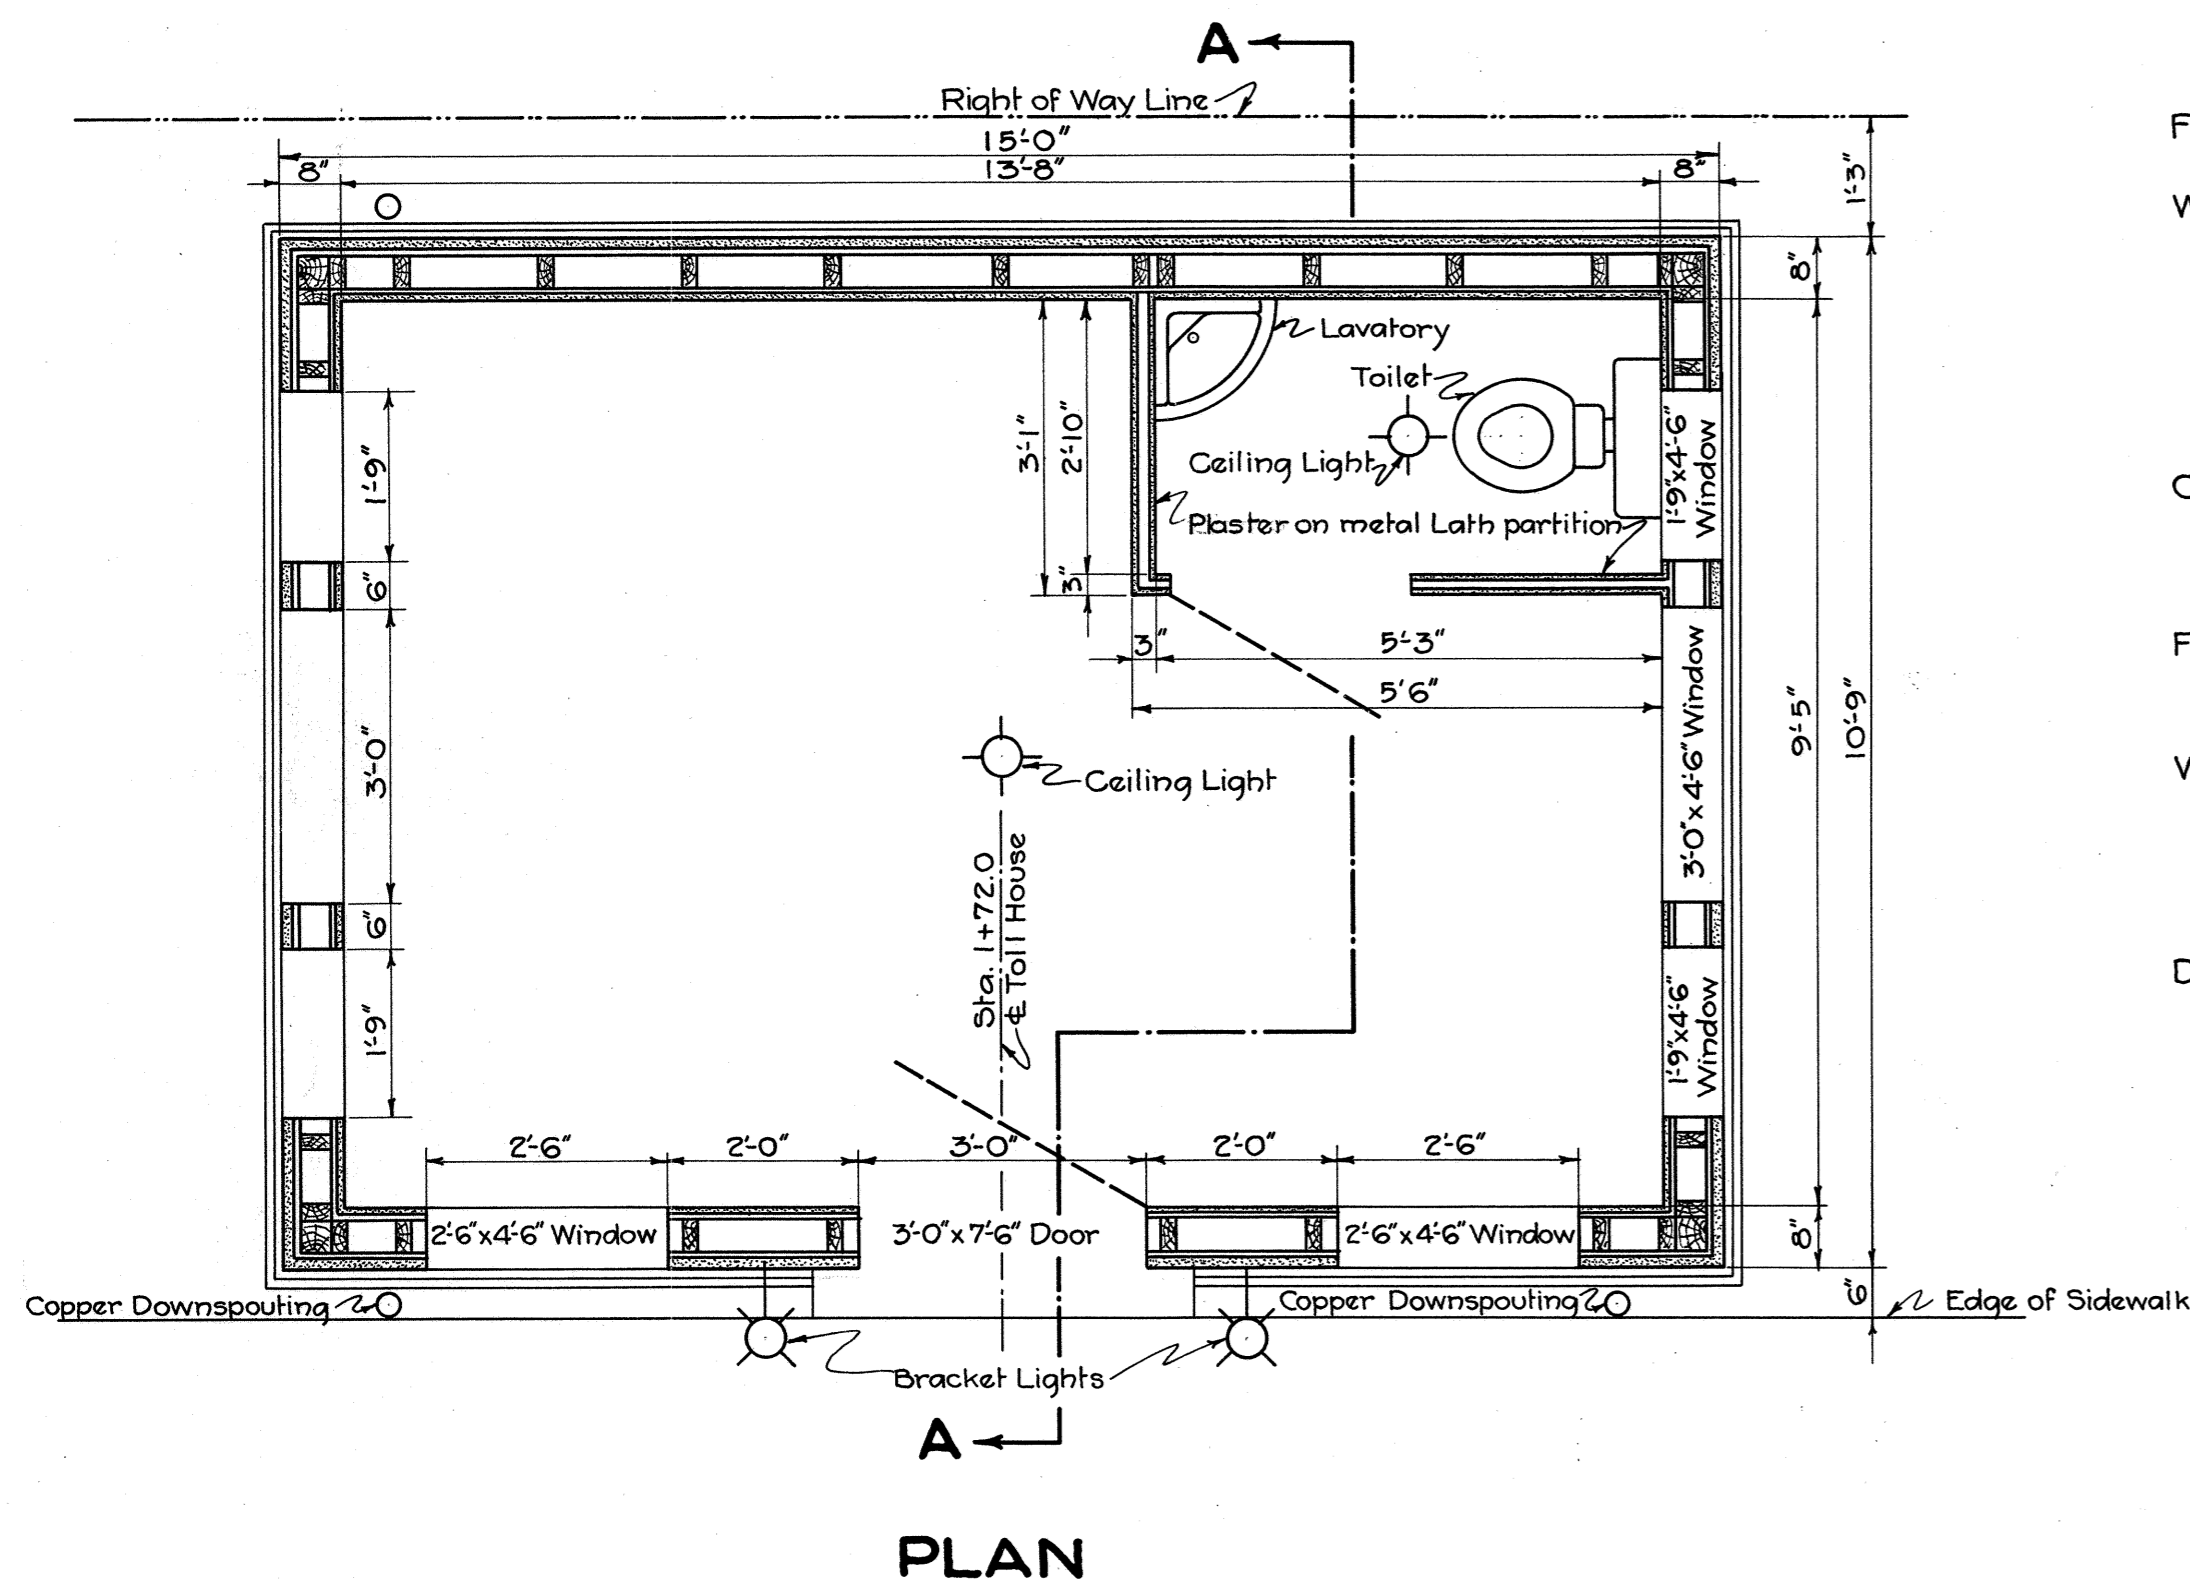 A
Right of Way Line
15'-0"
13'-8"
8"
8"
1'-3"
8"
Lavatory
Toilet
Ceiling Light
Plaster on metal Lath partition
1'-9"x4'-6"
Window
3'-1"
2'-10"
3"
3"
5'-3"
5'6"
1'-9"
6"
3'-0"
6"
1'-9"
3'-0"x4'-6" Window
9'-5"
10'-9"
Ceiling Light
Sta. 1+72.0
℄ Toll House
1'-9"x4'-6"
Window
2'-6"
2'-0"
3'-0"
2'-0"
2'-6"
2'-6"x4'-6" Window
3'-0"x7'-6" Door
2'-6"x4'-6" Window
8"
6"
Copper Downspouting
Copper Downspouting
Edge of Sidewalk
Bracket Lights
A
PLAN
F
W
F
D